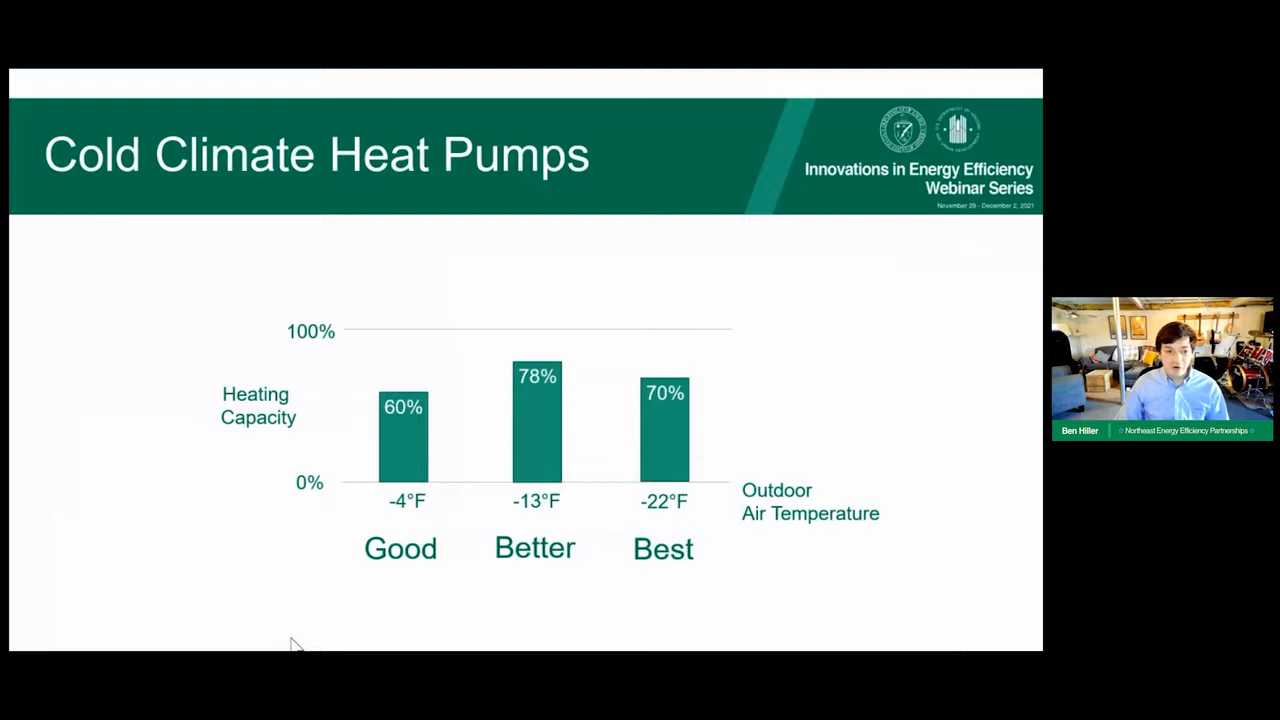 Cold Climate Heat Pumps
Innovations in Energy Efficiency
Webinar Series
November 29 - December 2, 2021
100%
Heating
Capacity
0%
60%
78%
70%
-4°F
-13°F
-22°F
Outdoor
Air Temperature
Good
Better
Best
Ben Hiller
Northeast Energy Efficiency Partnerships